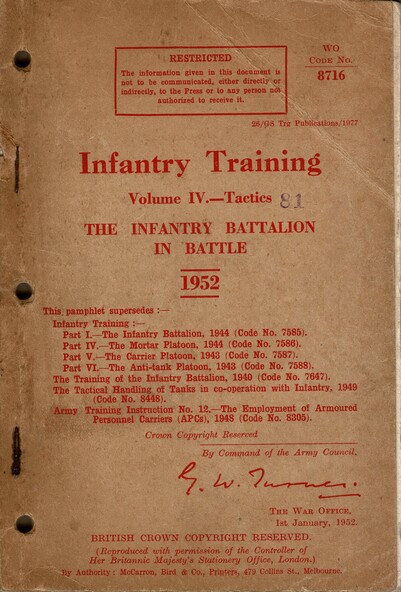 RESTRICTED
The information given in this document is
not to be communicated, either directly or
indirectly, to the Press or to any person not
authorised to receive it.
WO
CODE No.
8716
26/GS Trg Publications/1977
Infantry Training
Volume IV.—Tactics 81
THE INFANTRY BATTALION
IN BATTLE
1952
This pamphlet supersedes :—
Infantry Training :—
Part I.—The Infantry Battalion, 1944 (Code No. 7585).
Part IV.—The Mortar Platoon, 1944 (Code No. 7586).
Part V.—The Carrier Platoon, 1943 (Code No. 7587).
Part VI.—The Anti-tank Platoon, 1943 (Code No. 7588).
The Training of the Infantry Battalion, 1940 (Code No. 7647).
The Tactical Handling of Tanks in co-operation with Infantry, 1949
(Code No. 8448).
Army Training Instruction No. 12.—The Employment of Armoured
Personnel Carriers (APCs), 1948 (Code No. 8305).
Crown Copyright Reserved
By Command of the Army Council,
G. W. Turner.
THE WAR OFFICE,
1st January, 1952.
BRITISH CROWN COPYRIGHT RESERVED.
(Reproduced with permission of the Controller of
Her Britannic Majesty's Stationery Office, London.)
By Authority : McCarron, Bird & Co., Printers, 479 Collins St., Melbourne.